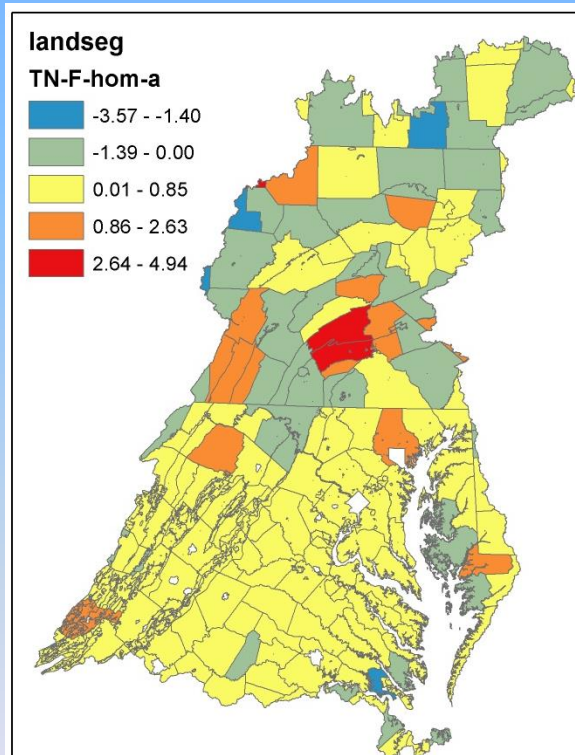 landseg
TN-F-hom-a
-3.57 - -1.40
-1.39 - 0.00
0.01 - 0.85
0.86 - 2.63
2.64 - 4.94